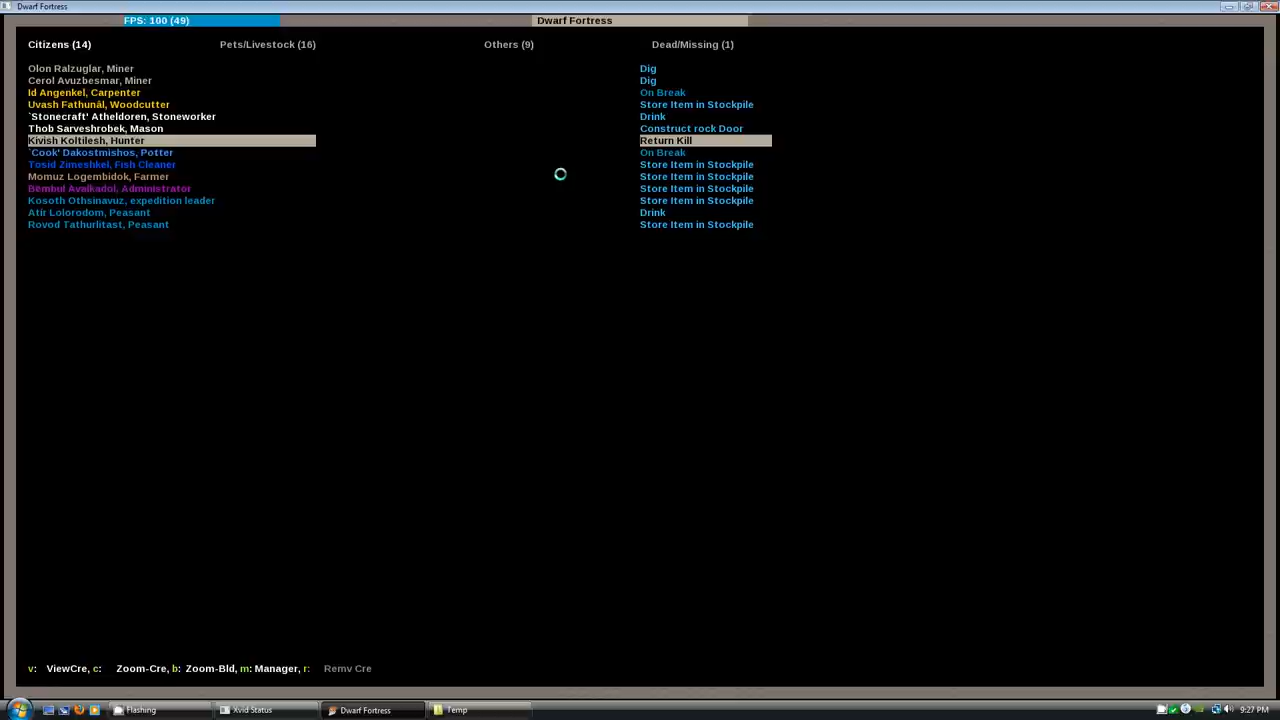 Dwarf Fortress
FPS: 100 (49)
Dwarf Fortress
Citizens (14) Pets/Livestock (16) Others (9) Dead/Missing (1)
Olon Ralzuglar, Miner Dig
Cerol Avuzbesmar, Miner Dig
Id Angenkel, Carpenter On Break
Uvash Fathunâl, Woodcutter Store Item in Stockpile
`Stonecraft' Atheldoren, Stoneworker Drink
Thob Sarveshrobek, Mason Construct rock Door
Kivish Koltilesh, Hunter Return Kill
`Cook' Dakostmishos, Potter On Break
Tosid Zimeshkel, Fish Cleaner Store Item in Stockpile
Momuz Logembidok, Farmer Store Item in Stockpile
Bëmbul Avalkadol, Administrator Store Item in Stockpile
Kosoth Othsinavuz, expedition leader Store Item in Stockpile
Atír Lolorodom, Peasant Drink
Rovod Tathurlitast, Peasant Store Item in Stockpile
v: ViewCre, c: Zoom-Cre, b: Zoom-Bld, m: Manager, r: Remv Cre
Flashing Xvid Status Dwarf Fortress Temp 9:27 PM